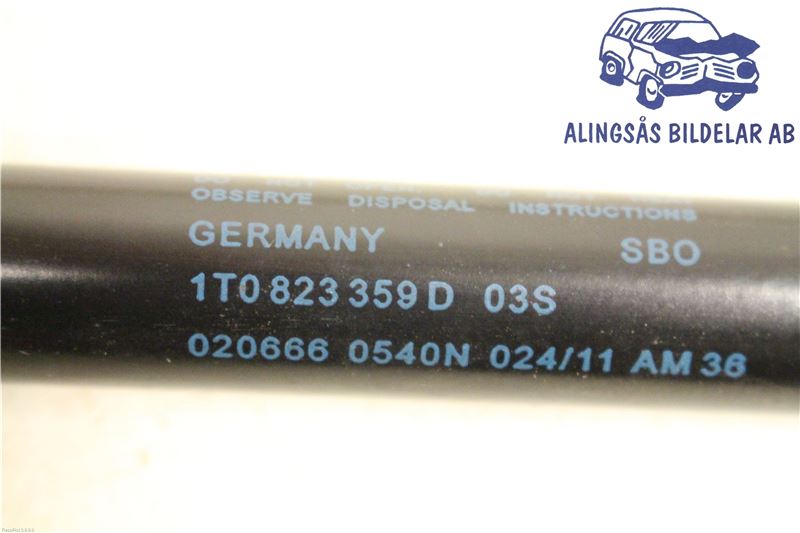 ALINGSÅS BILDELAR AB
OBSERVE DISPOSAL INSTRUCTIONS
GERMANY SBO
1T0 823 359 D 03S
020666 0540N 024/11 AM 36